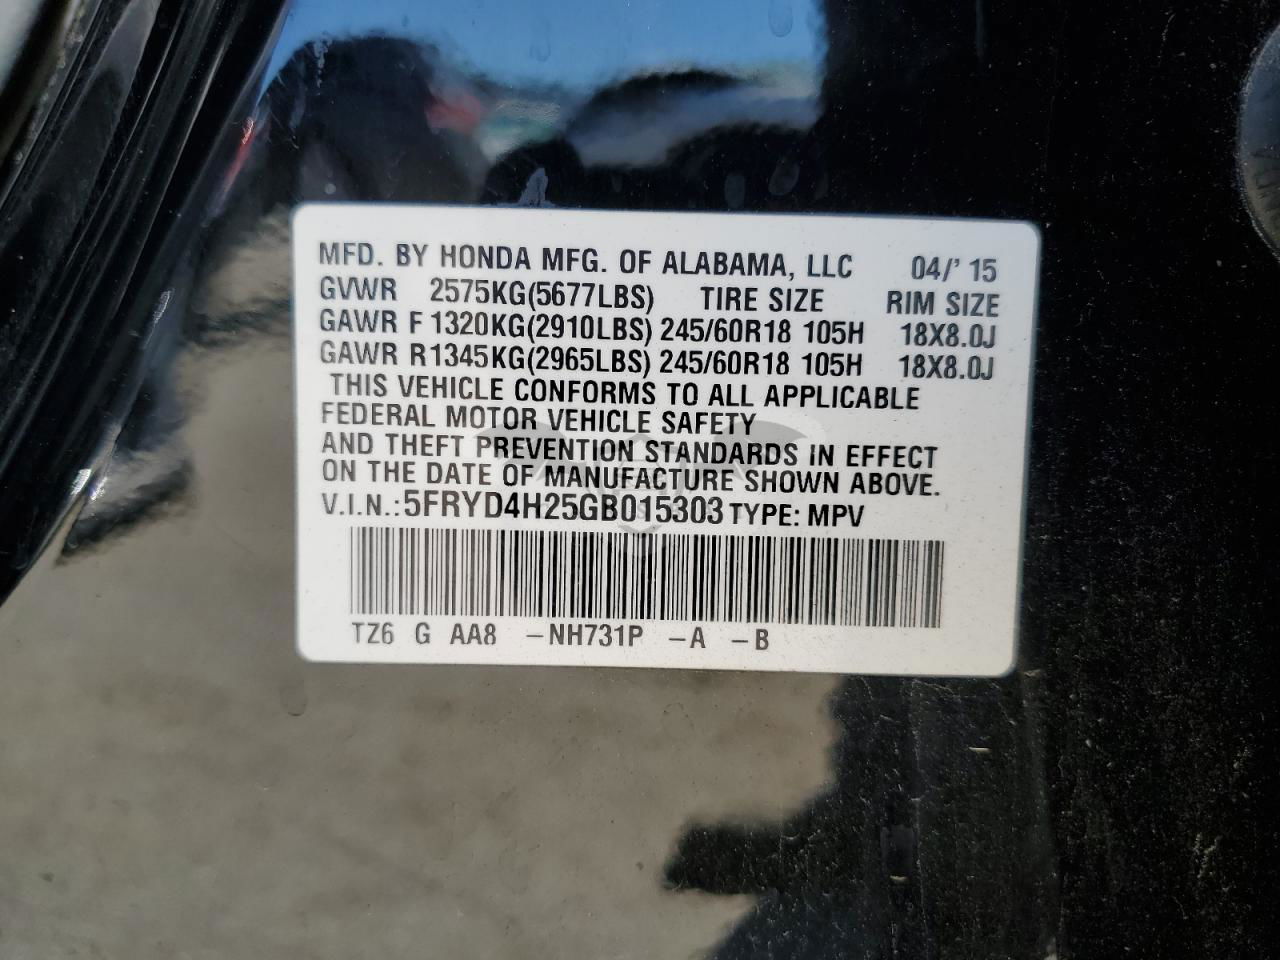 MFD. BY HONDA MFG. OF ALABAMA, LLC 04/' 15
GVWR 2575KG(5677LBS) TIRE SIZE RIM SIZE
GAWR F 1320KG(2910LBS) 245/60R18 105H 18X8.0J
GAWR R1345KG(2965LBS) 245/60R18 105H 18X8.0J
THIS VEHICLE CONFORMS TO ALL APPLICABLE
FEDERAL MOTOR VEHICLE SAFETY
AND THEFT PREVENTION STANDARDS IN EFFECT
ON THE DATE OF MANUFACTURE SHOWN ABOVE.
V.I.N.:5FRYD4H25GB015303 TYPE: MPV
TZ6 G AA8 -NH731P -A -B